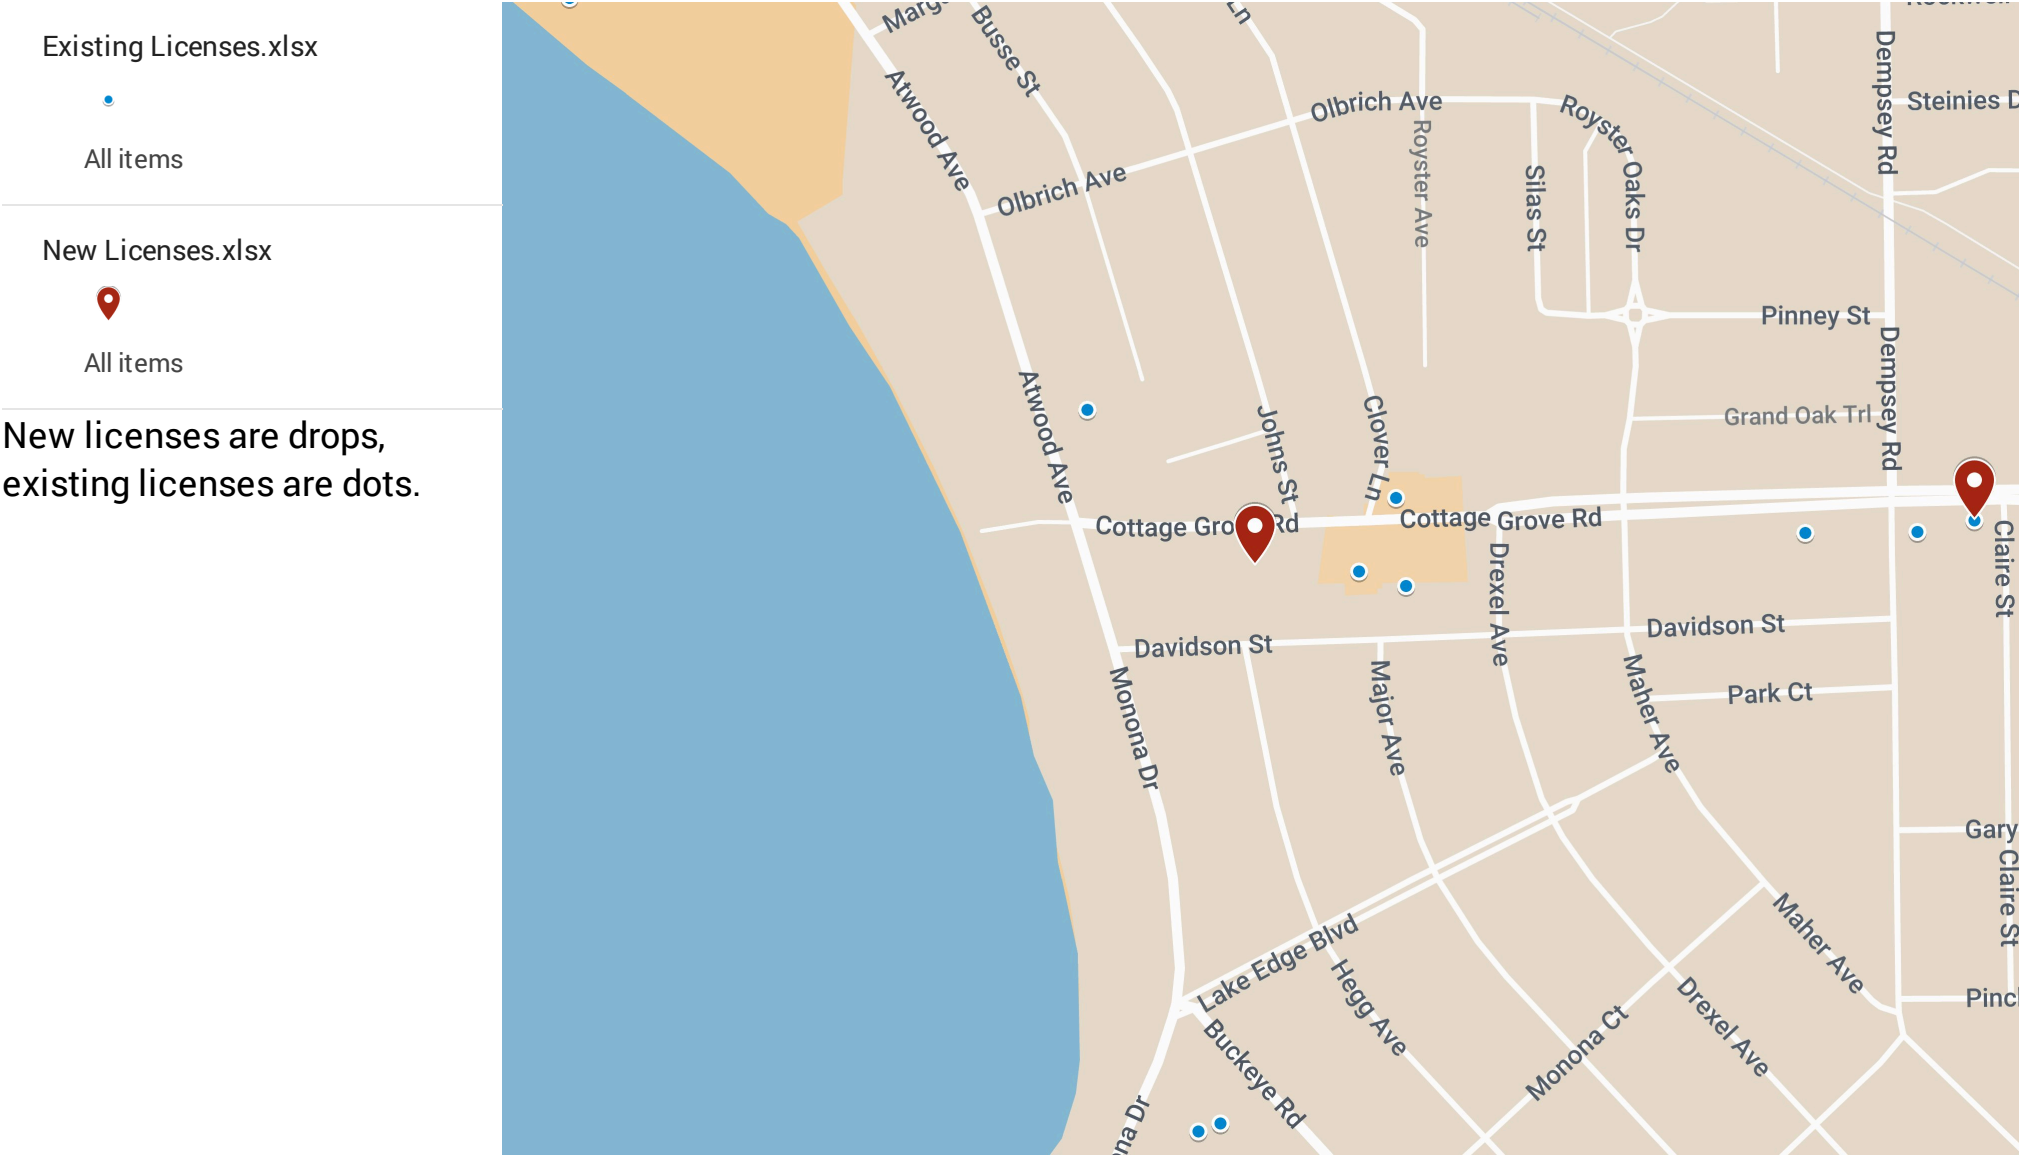 Existing Licenses.xlsx
All items
New Licenses.xlsx
All items
New licenses are drops,
existing licenses are dots.
Busse St
Ln
Dempsey Rd
Atwood Ave
Olbrich Ave
Royster Oaks Dr
Steinies D
Royster Ave
Olbrich Ave
Silas St
Pinney St
Dempsey Rd
Atwood Ave
Johns St
Clover Ln
Grand Oak Trl
Cottage Gro Rd
Cottage Grove Rd
Drexel Ave
Claire St
Davidson St
Davidson St
Monona Dr
Major Ave
Maher Ave
Park Ct
Gary
Claire St
Lake Edge Blvd
Maher Ave
Hegg Ave
Drexel Ave
Pincl
Buckeye Rd
Monona Ct
ona Dr